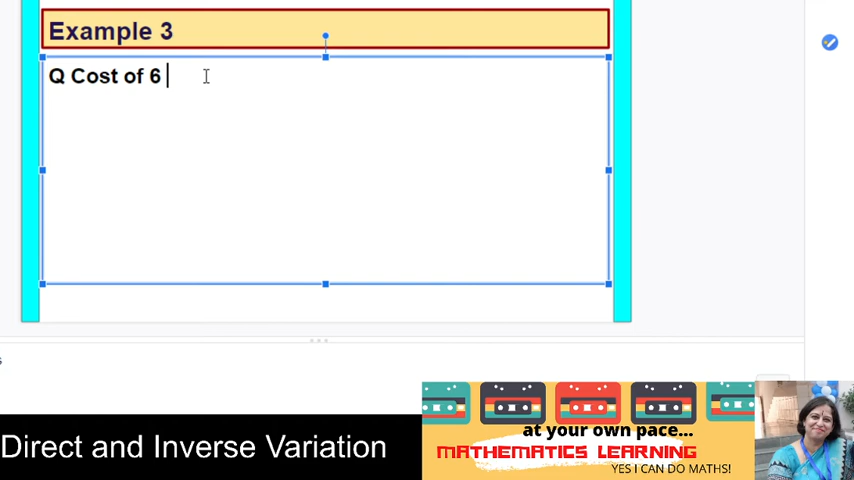 Example 3
Q Cost of 6
Direct and Inverse Variation
at your own pace...
MATHEMATICS LEARNING
YES I CAN DO MATHS!